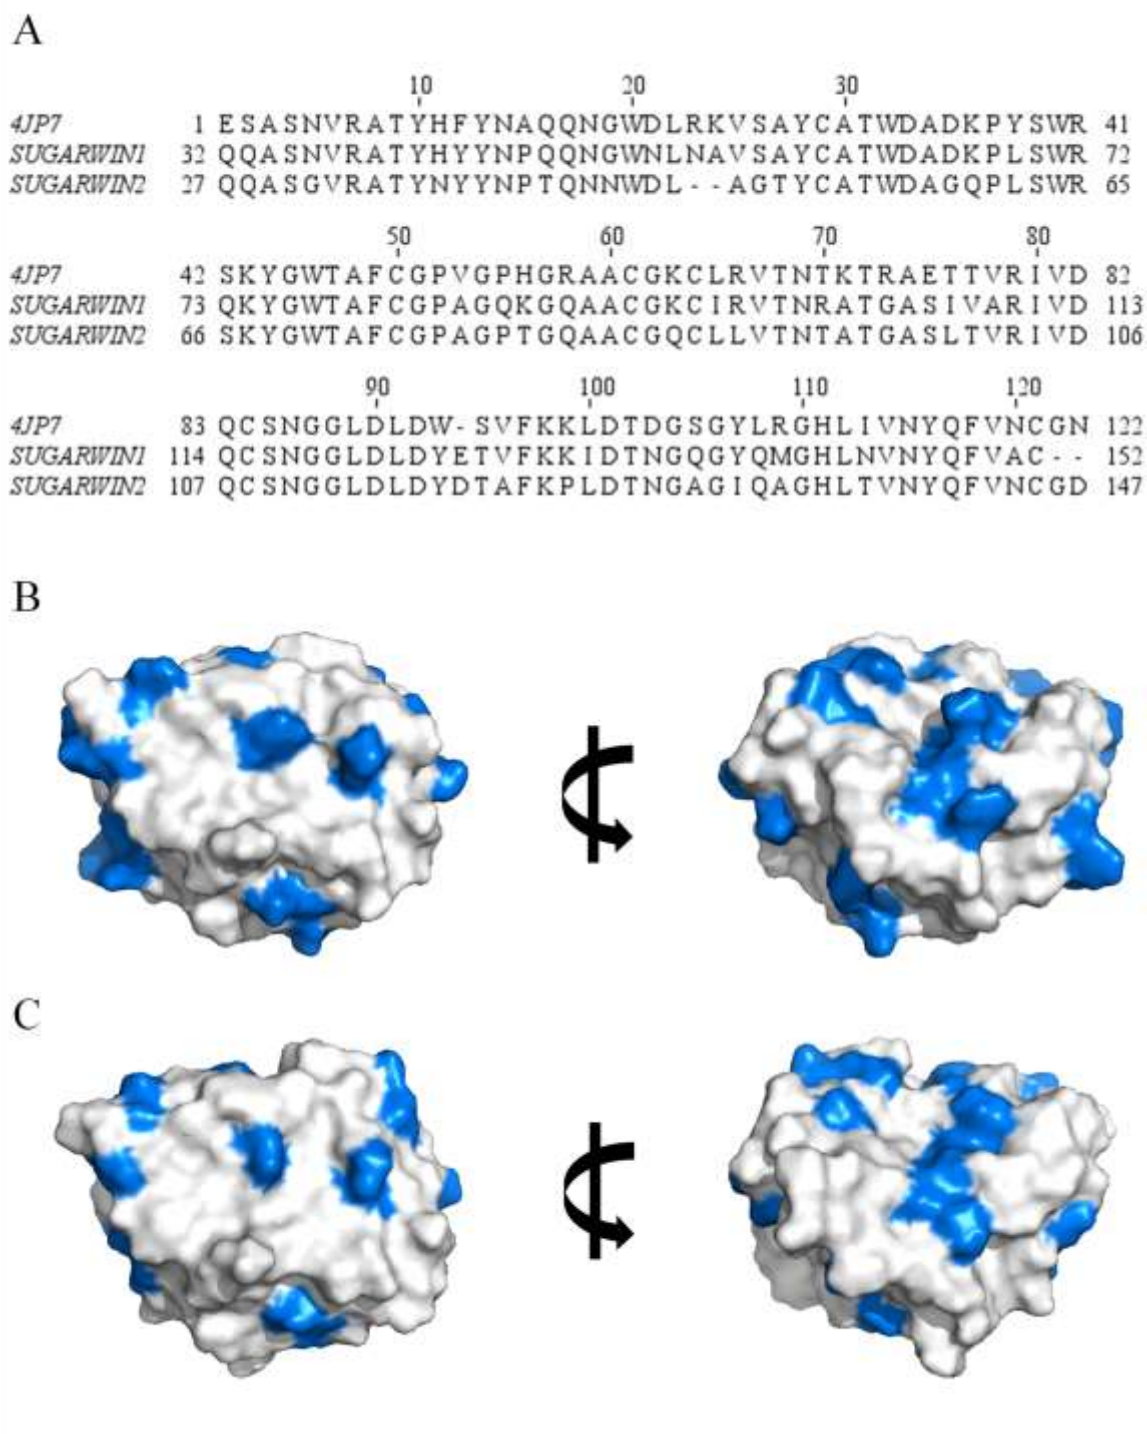 A
10 20 30
4JP7 1 ESASNVRATYHFYNAQQNGWDLRKVSAYCATWDADKPYSWR 41
SUGARWIN1 32 QQASNVRATYHYYNPQQNGWNLNAVSAYCATWDADKPLSWR 72
SUGARWIN2 27 QQASGVRATYNYYNPTQNNWDL--AGTYCATWDAGQPLSWR 65
50 60 70 80
4JP7 42 SKYGWTAFCGPVGPHGRAACGKCLRVTNTKTRAETTVRIVD 82
SUGARWIN1 73 QKYGWTAFCGPAGQKGQAACGKCIRVTNRATGASIVARIVD 113
SUGARWIN2 66 SKYGWTAFCGPAGPTGQAACGQCLLVTNTATGASLTVRIVD 106
90 100 110 120
4JP7 83 QCSNGGLDLDW-SVFKKLDTDGSGYLRGHLIVNYQFVNCGN 122
SUGARWIN1 114 QCSNGGLDLDYETVFKKIDTNGQGYQMGHLNVNYQFVAC-- 152
SUGARWIN2 107 QCSNGGLDLDYDTAFKPLDTNGAGIQAGHLTVNYQFVNCGD 147
B
C